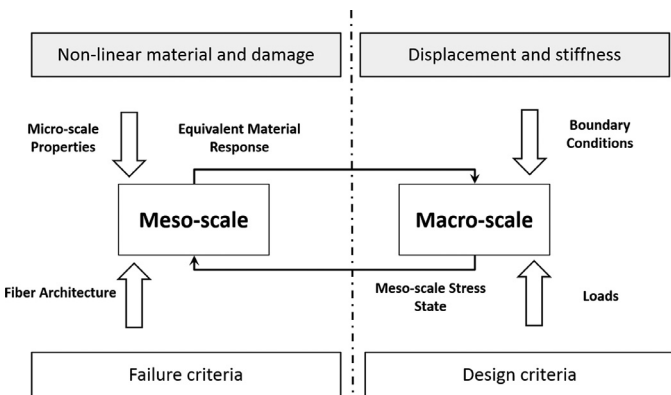 Non-linear material and damage
Displacement and stiffness
Micro-scale
Properties
Equivalent Material
Response
Boundary
Conditions
Meso-scale
Macro-scale
Fiber Architecture
Meso-scale Stress
State
Loads
Failure criteria
Design criteria